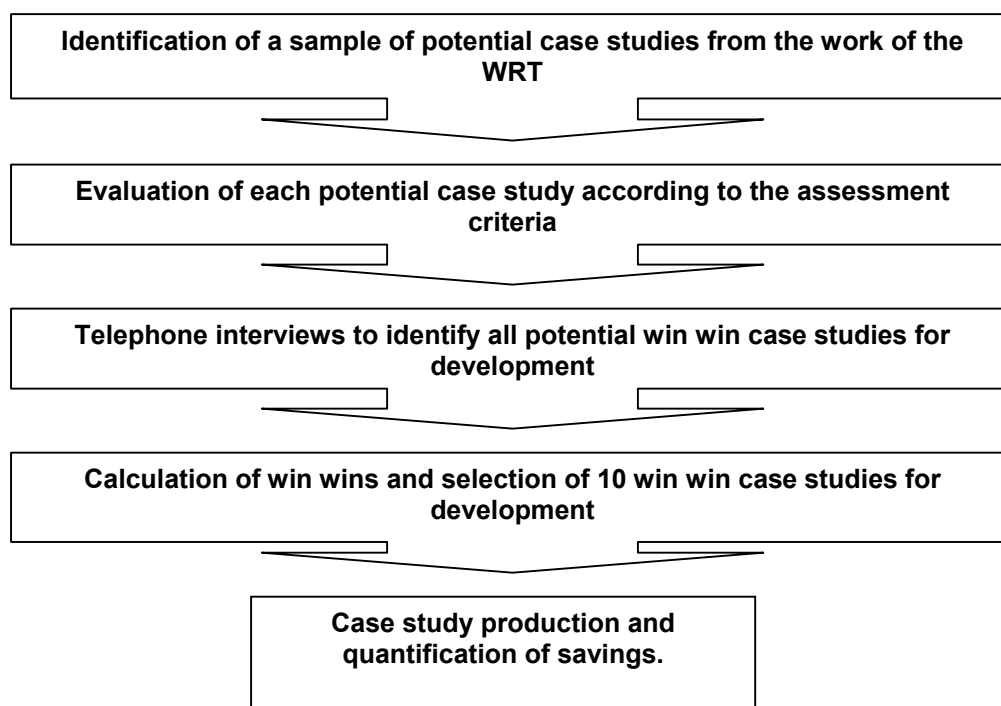 Identification of a sample of potential case studies from the work of the
WRT
Evaluation of each potential case study according to the assessment
criteria
Telephone interviews to identify all potential win win case studies for
development
Calculation of win wins and selection of 10 win win case studies for
development
Case study production and
quantification of savings.